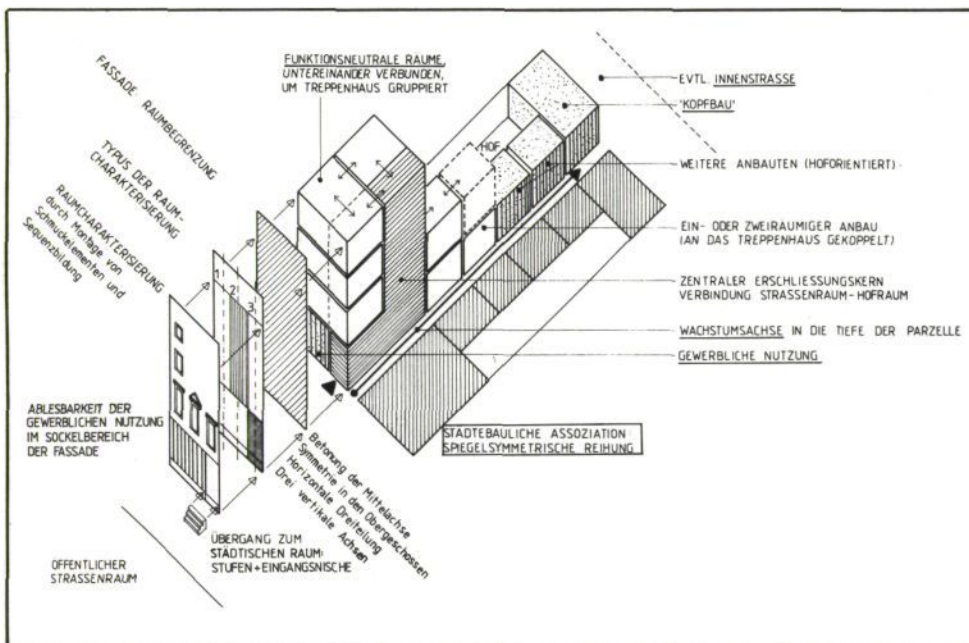 FUNKTIONSNEUTRALE RÄUME,
UNTEREINANDER VERBUNDEN,
UM TREPPENHAUS GRUPPIERT
FASSADE RAUMBEGRENZUNG
TYPUS DER RAUM-
CHARAKTERISIERUNG
RAUMCHARAKTERISIERUNG
durch Montage von
Schmuckelementen und
Sequenzbildung
HOF
EVTL. INNENSTRASSE
'KOPFBAU'
WEITERE ANBAUTEN (HOFORIENTIERT)
EIN- ODER ZWEIRAUMIGER ANBAU
(AN DAS TREPPENHAUS GEKOPPELT)
ZENTRALER ERSCHLIESSUNGSKERN
VERBINDUNG STRASSENRAUM-HOFRAUM
WACHSTUMSACHSE IN DIE TIEFE DER PARZELLE
GEWERBLICHE NUTZUNG
1
2
3
ABLESBARKEIT DER
GEWERBLICHEN NUTZUNG
IM SOCKELBEREICH
DER FASSADE
STÄDTEBAULICHE ASSOZIATION
SPIEGELSYMMETRISCHE REIHUNG
Betonung der Mittelachse
Symmetrie in den Obergeschossen
Horizontale Dreiteilung
Drei vertikale Achsen
ÜBERGANG ZUM
STÄDTISCHEN RAUM:
STUFEN+EINGANGSNISCHE
ÖFFENTLICHER
STRASSENRAUM